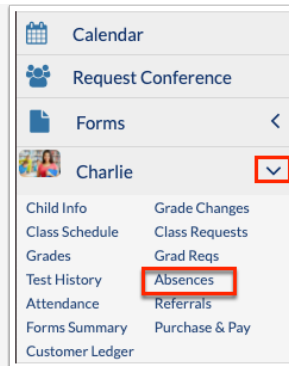 Calendar
Request Conference
Forms
Charlie
Child Info Grade Changes
Class Schedule Class Requests
Grades Grad Reqs
Test History Absences
Attendance Referrals
Forms Summary Purchase & Pay
Customer Ledger